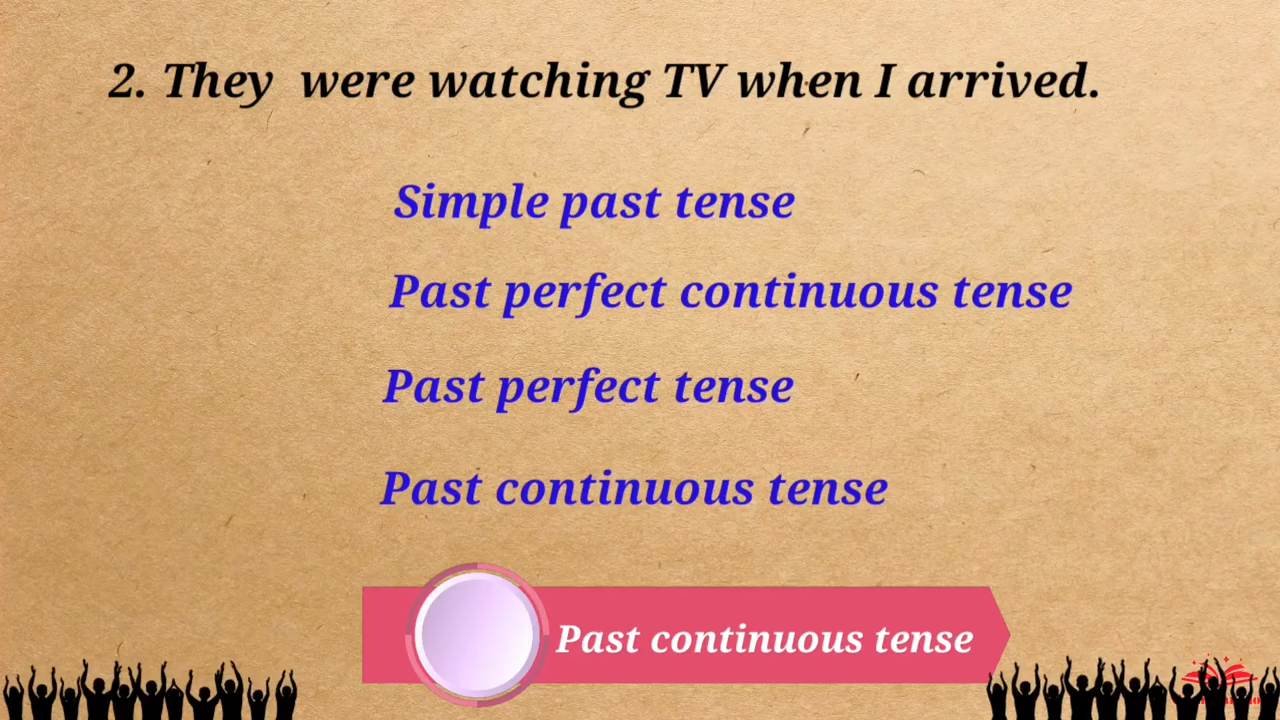 2. They were watching TV when I arrived.
Simple past tense
Past perfect continuous tense
Past perfect tense
Past continuous tense
Past continuous tense